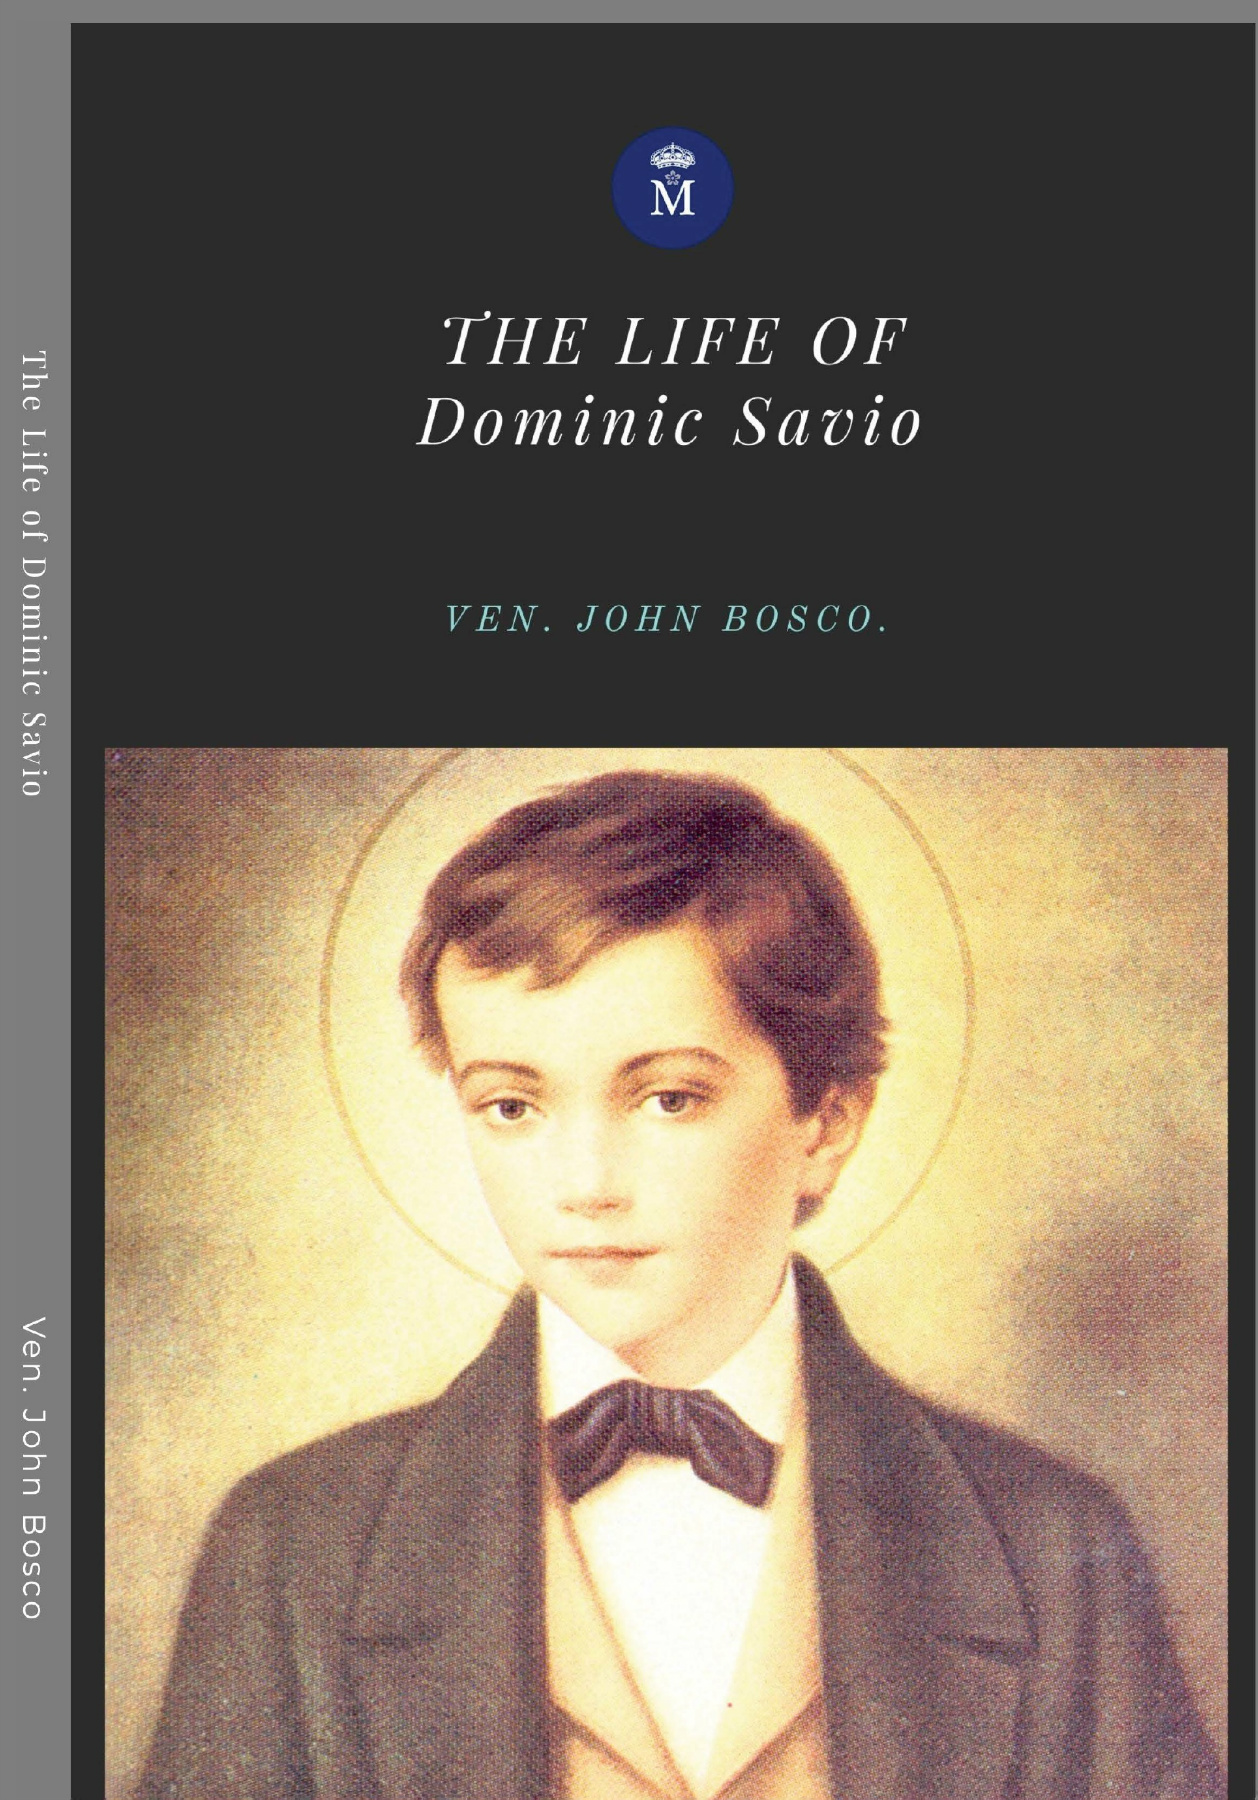 M
THE LIFE OF
Dominic Savio
VEN. JOHN BOSCO.
The Life of Dominic Savio
Ven. John Bosco